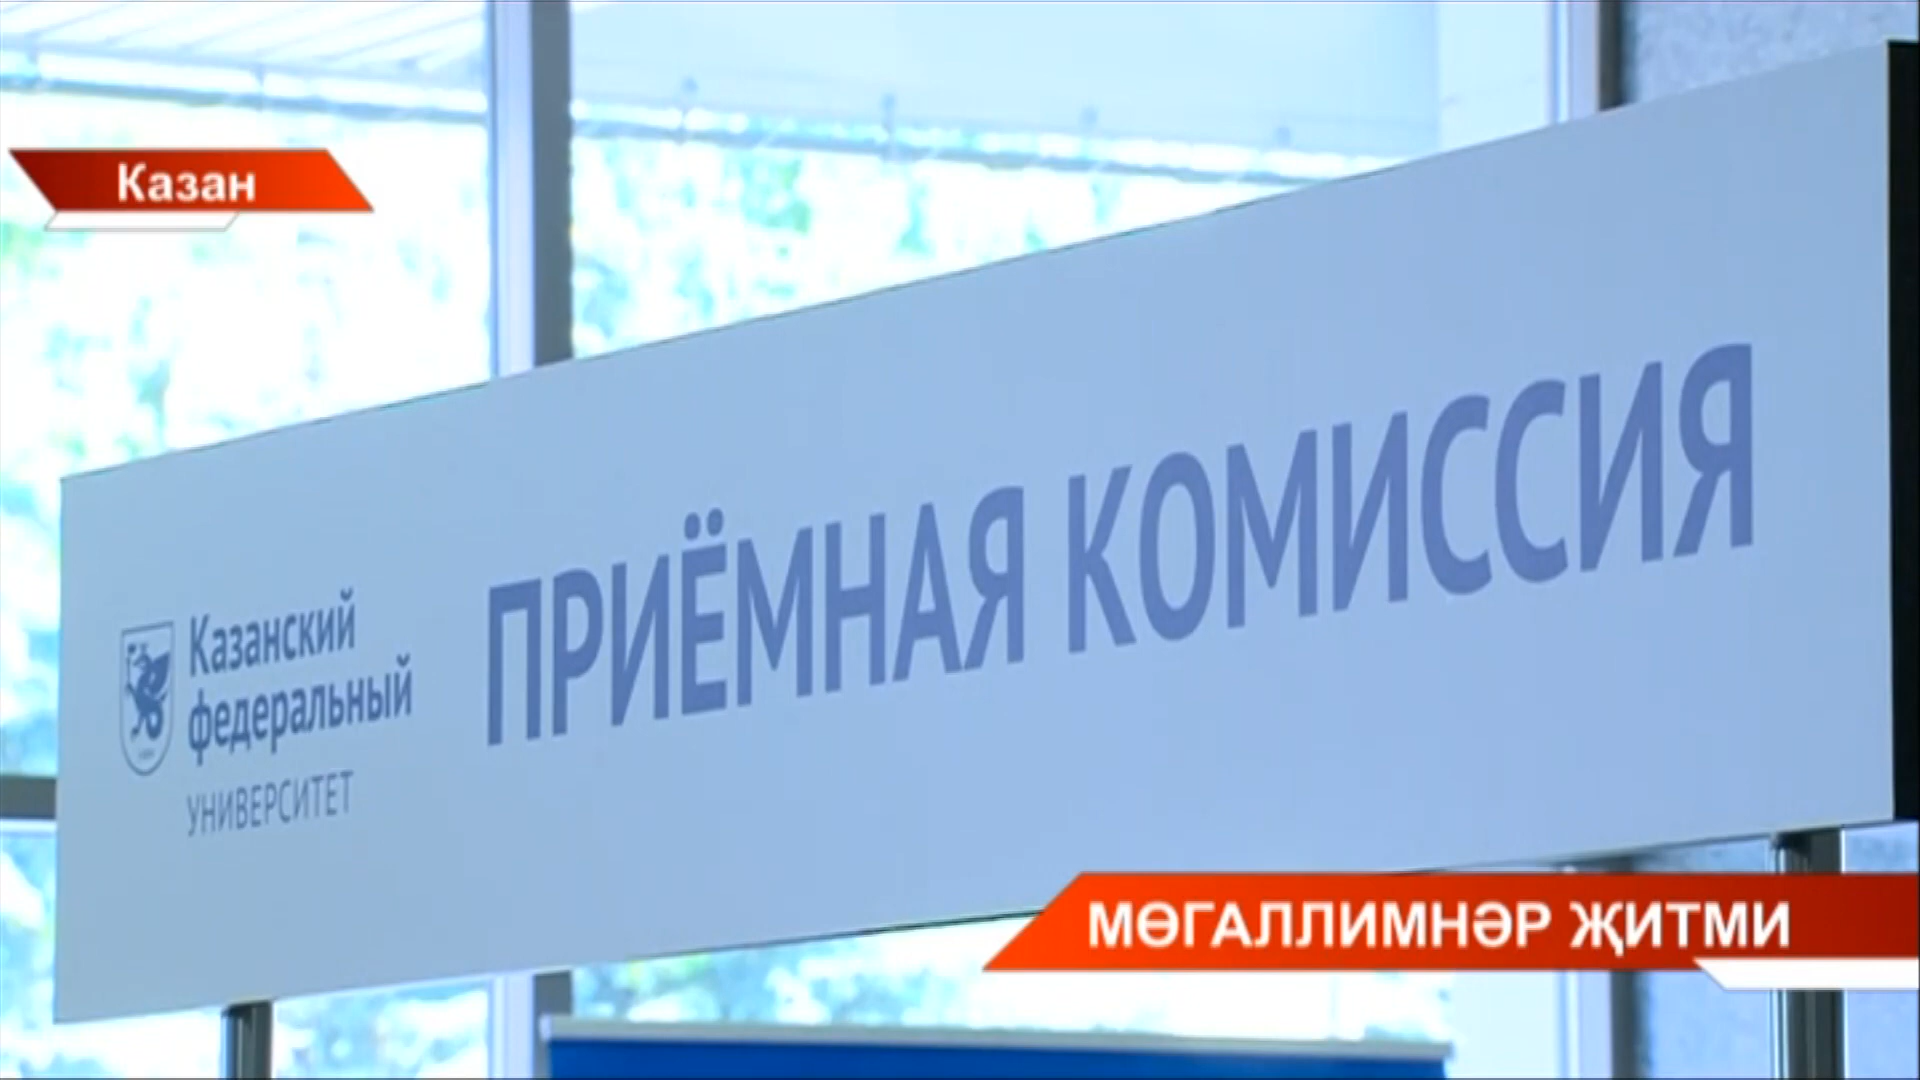 Казан
Казанский
федеральный
УНИВЕРСИТЕТ
ПРИЁМНАЯ КОМИССИЯ
МӨГАЛЛИМНӘР ҖИТМИ